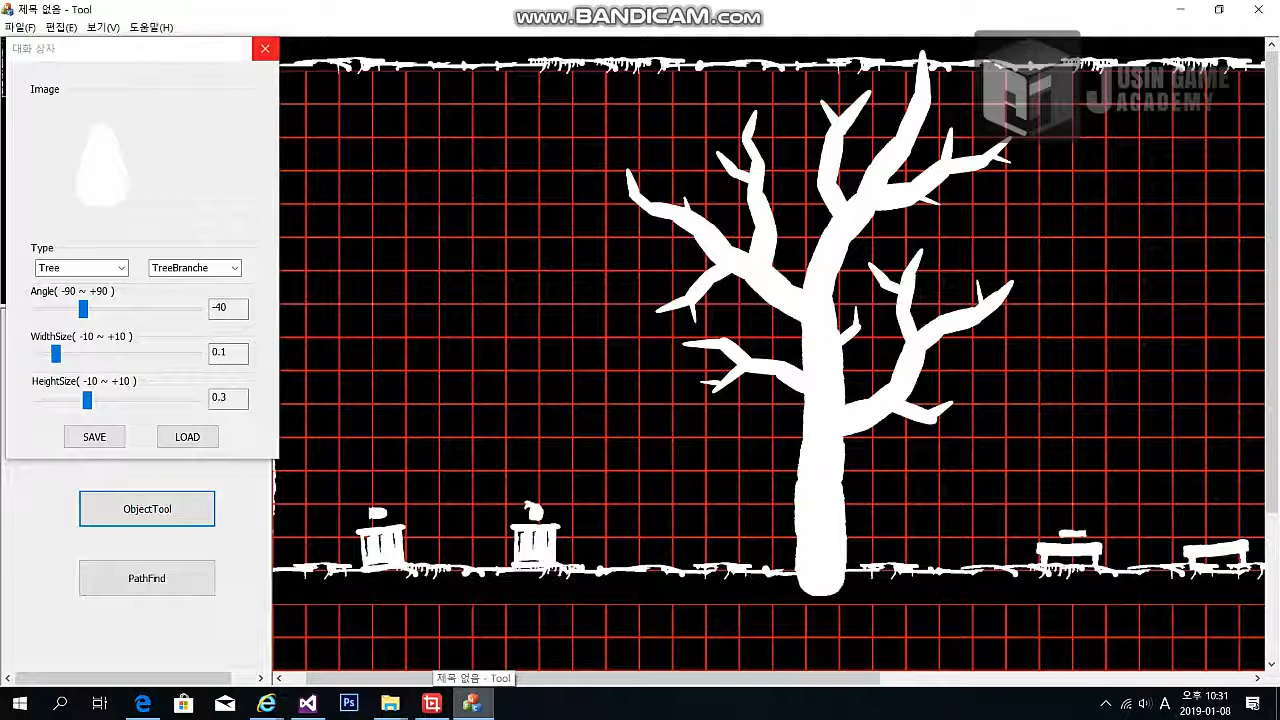 제목 없음 - Tool
www.BANDICAM.com
파일(F) 편집(E) 보기(V) 도움말(H)
대화 상자
Image
JUSIN GAME
ACADEMY
Type
Tree
TreeBranche
Angle( -90 ~ +90 )
-40
WidthSize( -10 ~ +10 )
0.1
HeightSize( -10 ~ +10 )
0.3
SAVE
LOAD
ObjectTool
PathFind
제목 없음 - Tool
Ps
A
오후 10:31
2019-01-08